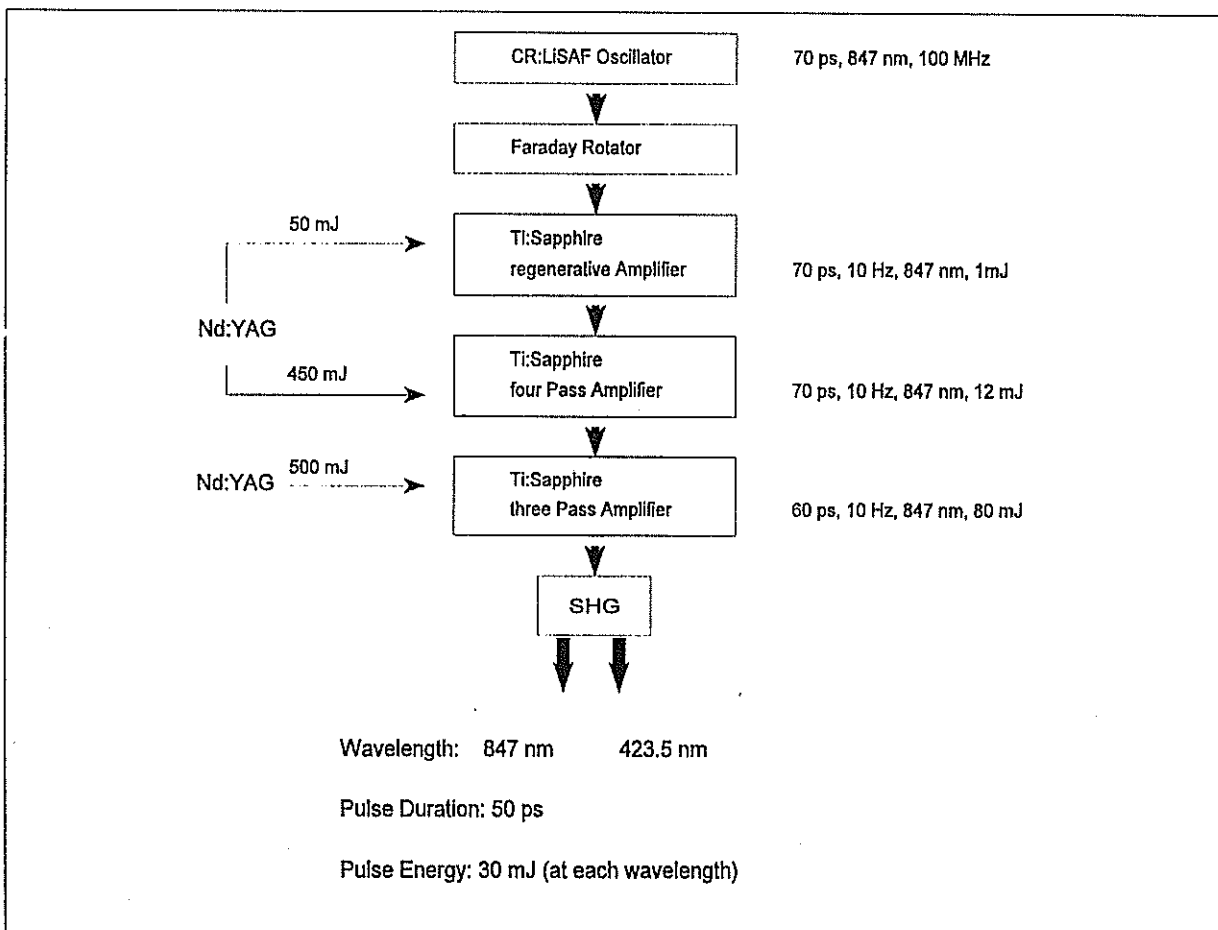 CR:LiSAF Oscillator
70 ps, 847 nm, 100 MHz
Faraday Rotator
50 mJ
Ti:Sapphire
regenerative Amplifier
70 ps, 10 Hz, 847 nm, 1mJ
Nd:YAG
450 mJ
Ti:Sapphire
four Pass Amplifier
70 ps, 10 Hz, 847 nm, 12 mJ
Nd:YAG
500 mJ
Ti:Sapphire
three Pass Amplifier
60 ps, 10 Hz, 847 nm, 80 mJ
SHG
Wavelength: 847 nm 423.5 nm
Pulse Duration: 50 ps
Pulse Energy: 30 mJ (at each wavelength)